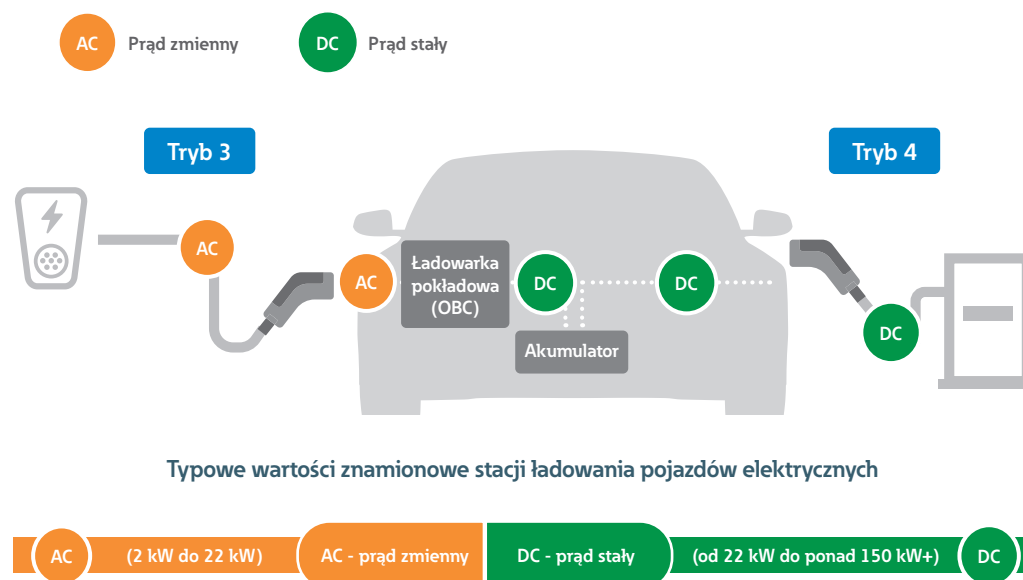 AC Prąd zmienny DC Prąd stały
Tryb 3 Tryb 4
AC
AC
Ładowarka
pokładowa
(OBC)
DC
DC
DC
Akumulator
Typowe wartości znamionowe stacji ładowania pojazdów elektrycznych
AC (2 kW do 22 kW) AC - prąd zmienny DC - prąd stały (od 22 kW do ponad 150 kW+) DC